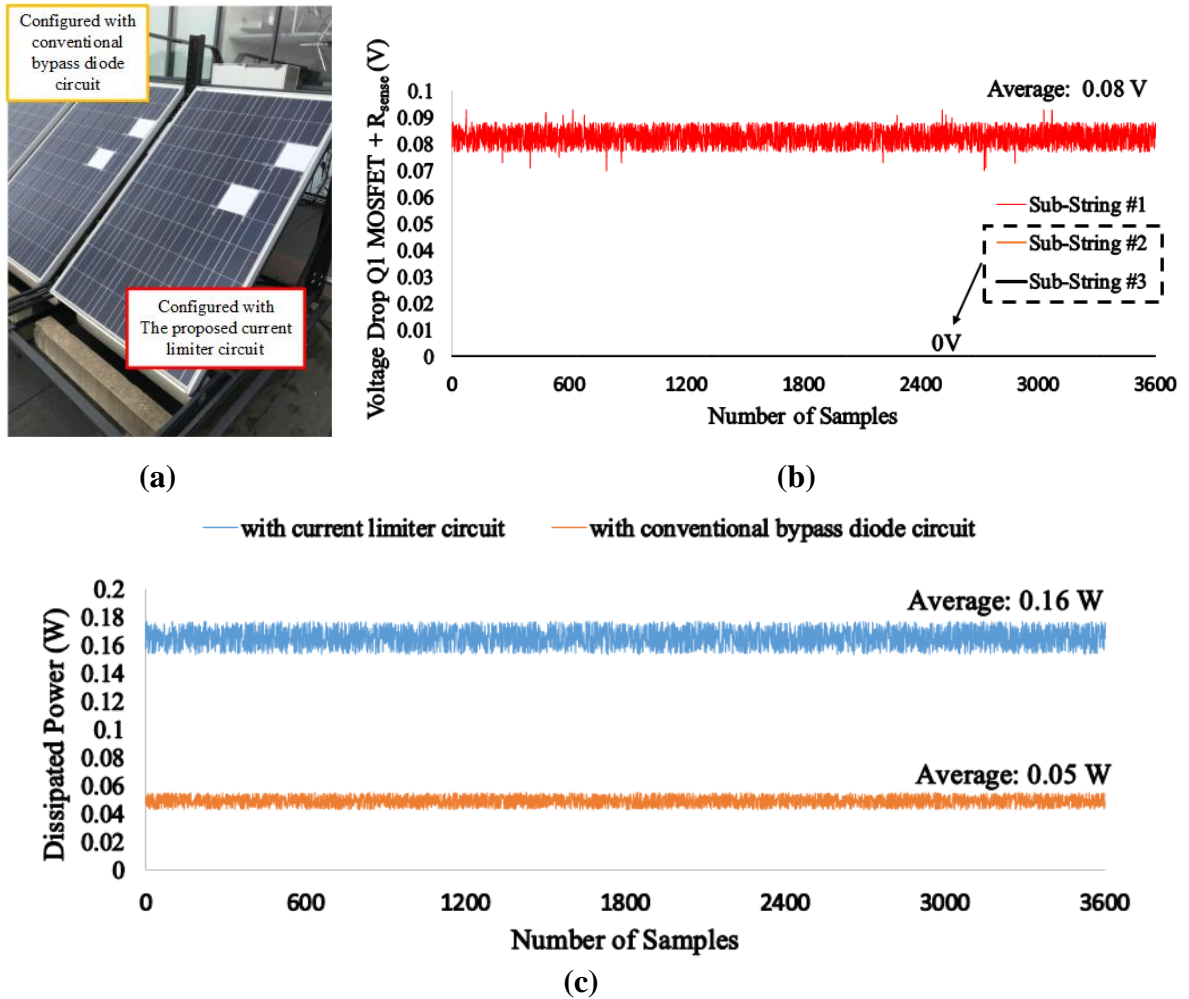 Configured with
conventional
bypass diode
circuit
Configured with
The proposed current
limiter circuit
(a)
Voltage Drop Q1 MOSFET + R_sense (V)
0.1
0.09
0.08
0.07
0.06
0.05
0.04
0.03
0.02
0.01
0
Average: 0.08 V
Sub-String #1
Sub-String #2
Sub-String #3
0V
0 600 1200 1800 2400 3000 3600
Number of Samples
(b)
with current limiter circuit with conventional bypass diode circuit
Dissipated Power (W)
0.2
0.18
0.16
0.14
0.12
0.1
0.08
0.06
0.04
0.02
0
Average: 0.16 W
Average: 0.05 W
0 600 1200 1800 2400 3000 3600
Number of Samples
(c)